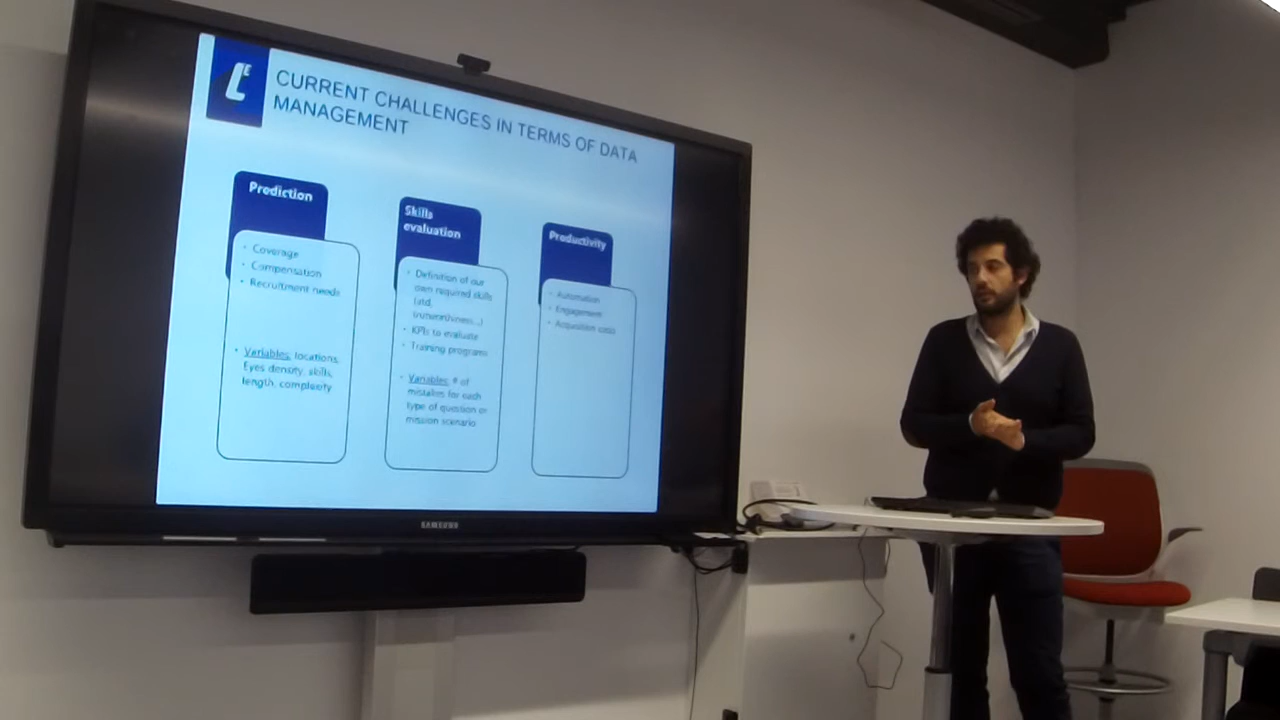 LE
CURRENT CHALLENGES IN TERMS OF DATA
MANAGEMENT
Prediction
• Coverage
• Compensation
• Recruitment needs
• Variables: locations,
Eyes density, skills,
length, complexity
Skills
evaluation
• Definition of our
own required skills
• KPIs to evaluate
• Training programs
• Variables: # of
mistakes for each
type of question or
mission scenario
Productivity
• Automation
• Engagement
• Acquisition costs
SAMSUNG